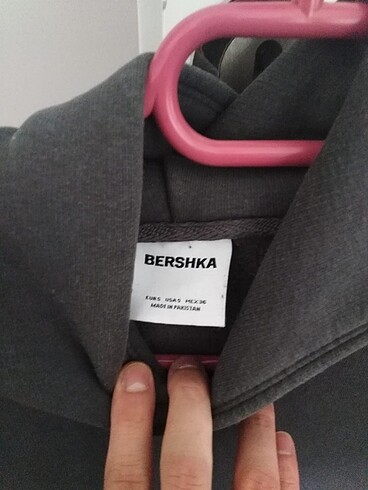 BERSHKA
EUR S USA S MEX 36
MADE IN PAKISTAN